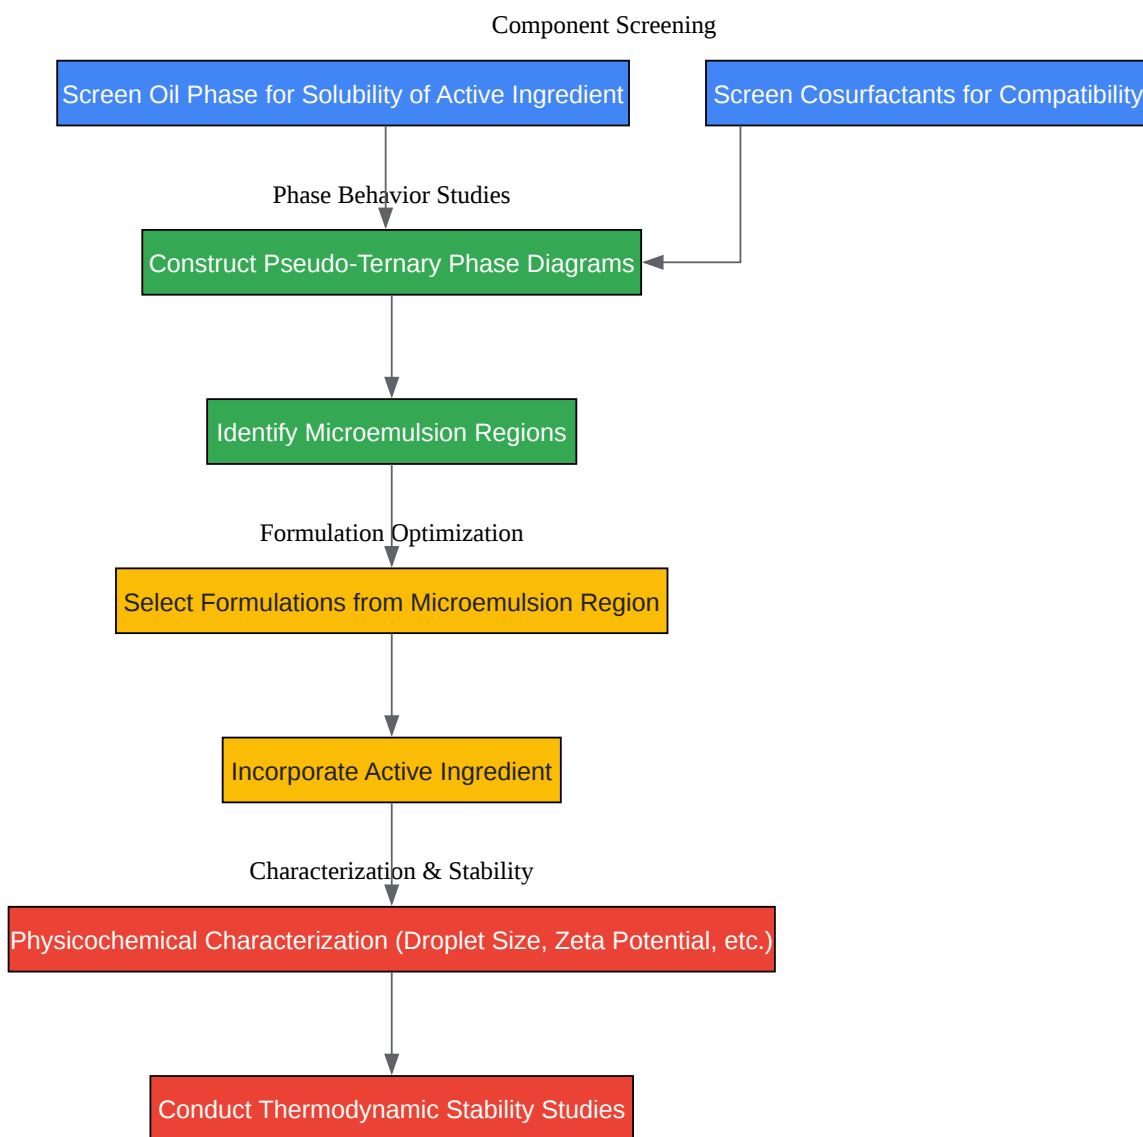 Component Screening
Screen Oil Phase for Solubility of Active Ingredient
Screen Cosurfactants for Compatibility
Phase Behavior Studies
Construct Pseudo-Ternary Phase Diagrams
Identify Microemulsion Regions
Formulation Optimization
Select Formulations from Microemulsion Region
Incorporate Active Ingredient
Characterization & Stability
Physicochemical Characterization (Droplet Size, Zeta Potential, etc.)
Conduct Thermodynamic Stability Studies